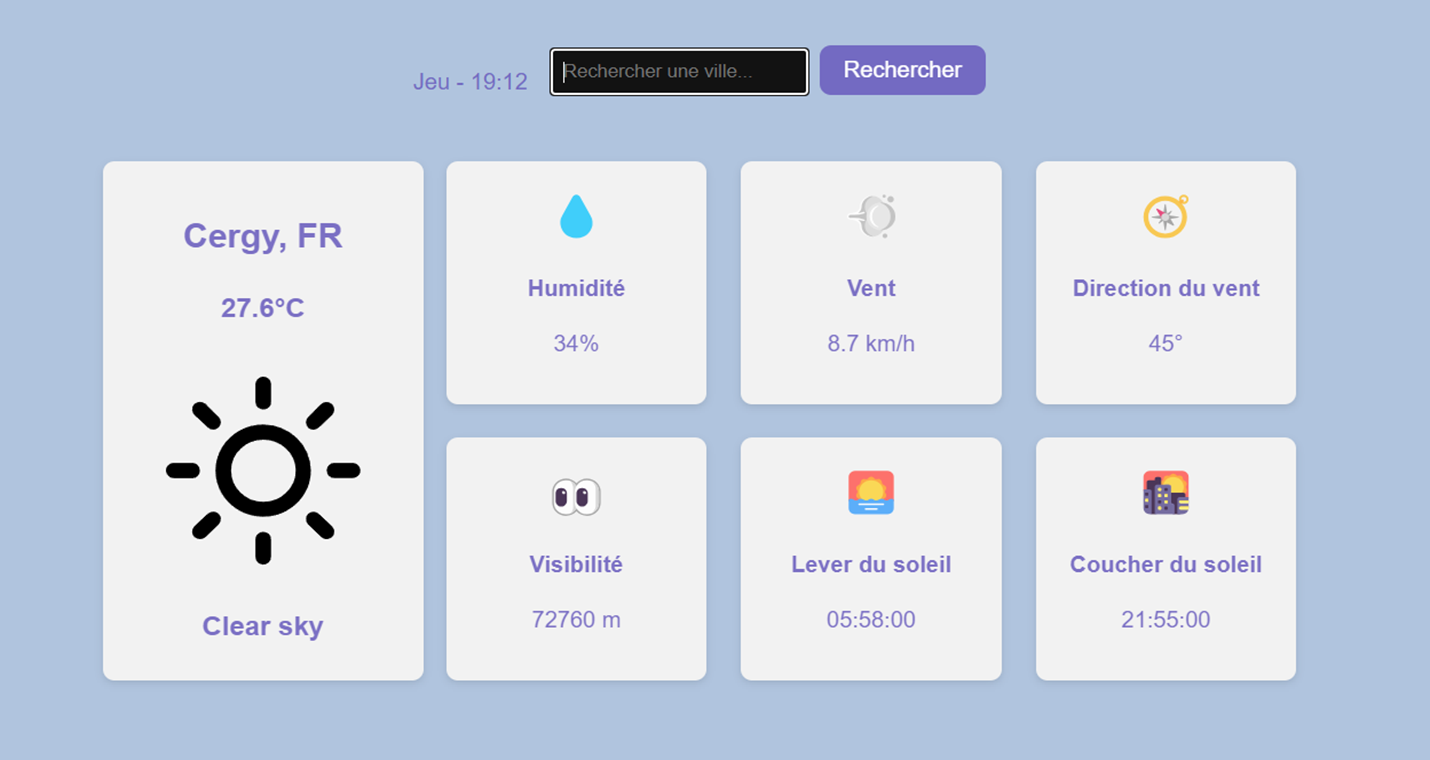 Jeu - 19:12
Rechercher une ville...
Rechercher
Cergy, FR
27.6°C
Clear sky
Humidité
34%
Vent
8.7 km/h
Direction du vent
45°
Visibilité
72760 m
Lever du soleil
05:58:00
Coucher du soleil
21:55:00